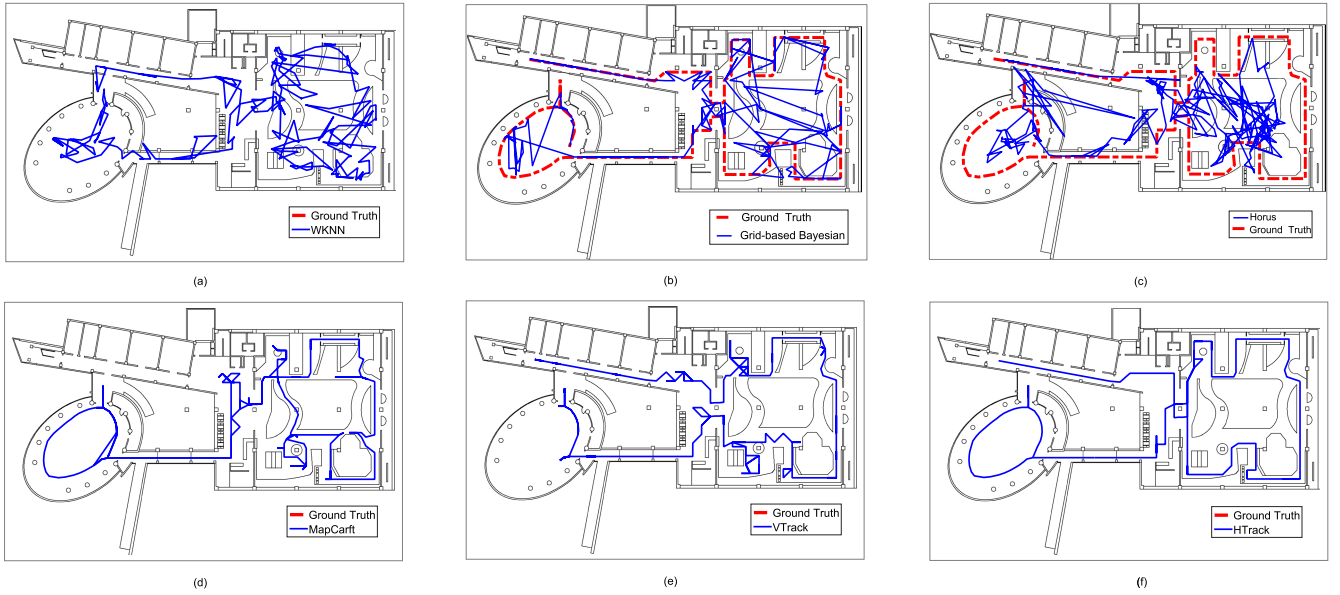 Ground Truth
WKNN
(a)
Ground Truth
Grid-based Bayesian
(b)
Horus
Ground Truth
(c)
Ground Truth
MapCarft
(d)
Ground Truth
VTrack
(e)
Ground Truth
HTrack
(f)